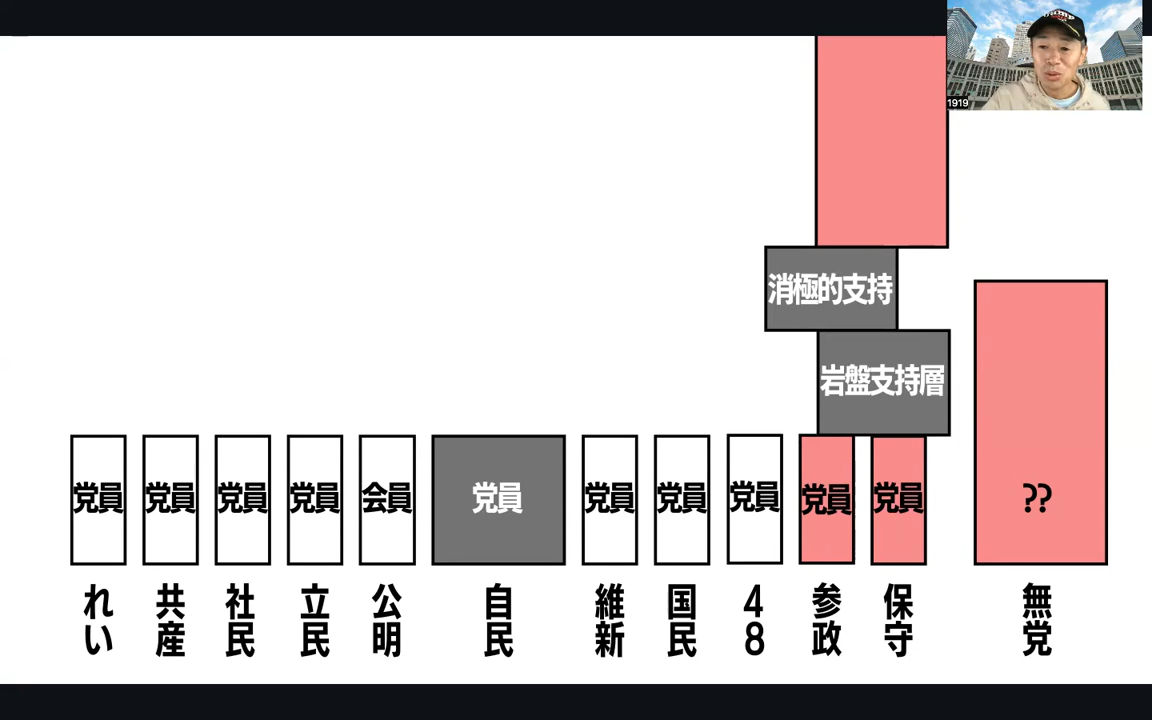 1919
消極的支持
岩盤支持層
党員
党員
党員
党員
会員
党員
党員
党員
党員
党員
党員
??
れい
共産
社民
立民
公明
自民
維新
国民
48
参政
保守
無党